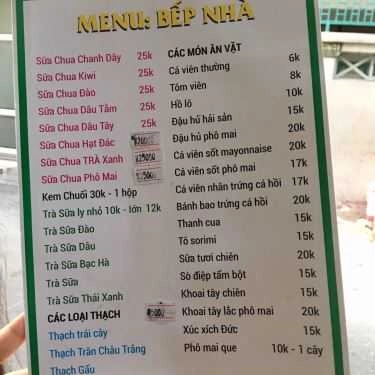 MENU: BẾP NHÀ
Sữa Chua Chanh Dây 25k
Sữa Chua Kiwi 25k
Sữa Chua Đào 25k
Sữa Chua Dâu Tằm 25k
Sữa Chua Dâu Tây 25k
Sữa Chua Hạt Đác
Sữa Chua TRà Xanh
Sữa Chua Phô Mai
Kem Chuối 30k - 1 hộp
Trà Sữa ly nhỏ 10k - lớn 12k
Trà Sữa Đào
Trà Sữa Dâu
Trà Sữa Bạc Hà
Trà Sữa
Trà Sữa Thái Xanh
CÁC LOẠI THẠCH
Thạch trái cây
Thạch Trân Châu Trắng
Thạch Gấu
CÁC MÓN ĂN VẶT
Cá viên thường 6k
Tôm viên 8k
Hồ lô 10k
Đậu hủ hải sản 15k
Đậu hủ phô mai 20k
Cá viên sốt mayonnaise 20k
Cá viên sốt phô mai 17k
Cá viên nhân trứng cá hồi 17k
Bánh bao trứng cá hồi 20k
Thanh cua 15k
Tô sorimi 15k
Sữa tươi chiên 20k
Sò điệp tẩm bột 15k
Khoai tây chiên 15k
Khoai tây lắc phô mai 20k
Xúc xích Đức 15k
Phô mai que 10k - 1 cây